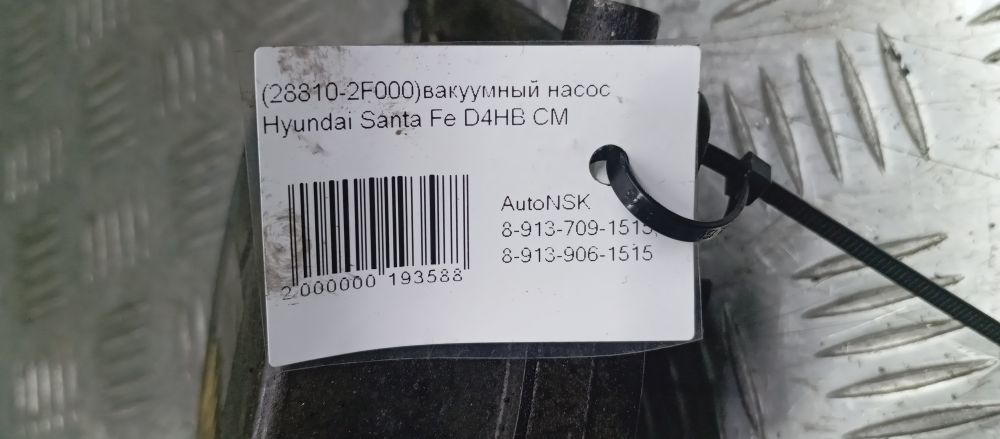 (28810-2F000)вакуумный насос
Hyundai Santa Fe D4HB CM
AutoNSK
8-913-709-1515
8-913-906-1515
2 000000 193588